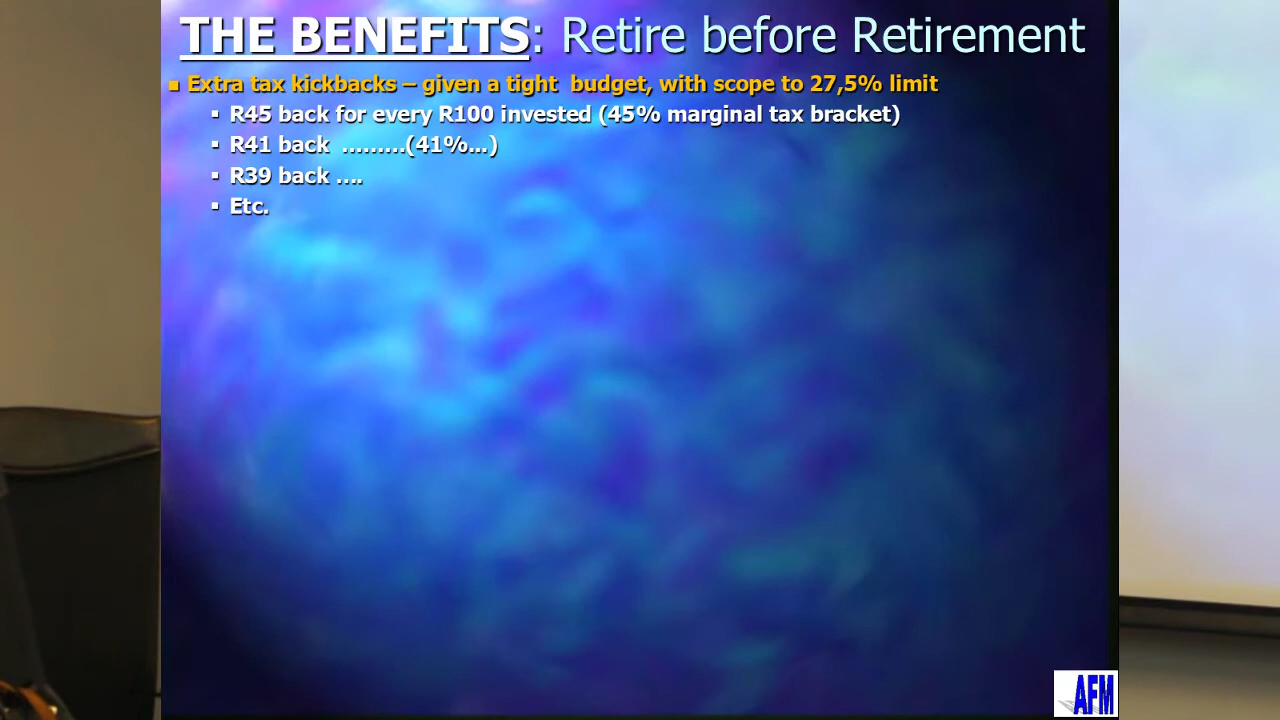 THE BENEFITS: Retire before Retirement
▪ Extra tax kickbacks – given a tight  budget, with scope to 27,5% limit
▪ R45 back for every R100 invested (45% marginal tax bracket)
▪ R41 back  .........(41%...)
▪ R39 back ....
▪ Etc.
AFM